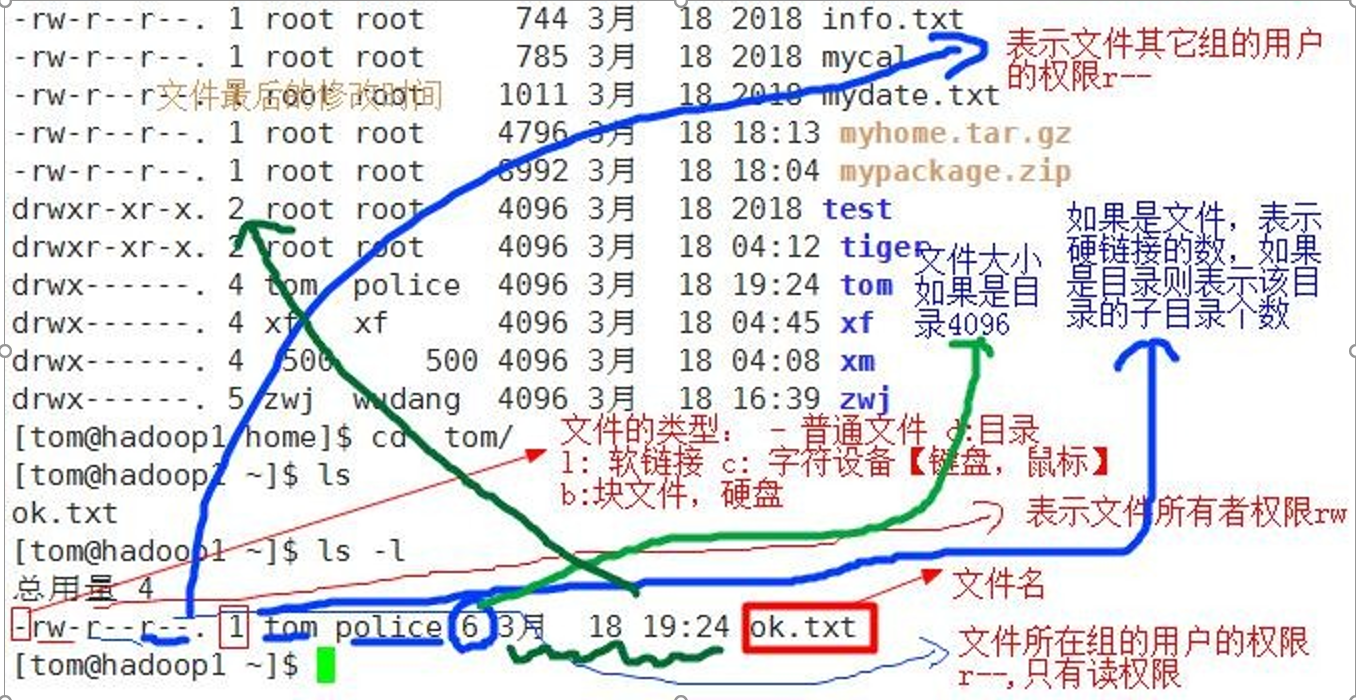 -rw-r--r--. 1 root root 744 3月 18 2018 info.txt
-rw-r--r--. 1 root root 785 3月 18 2018 mycal
-rw-r--r--. 1 root root 1011 3月 18 2018 mydate.txt
-rw-r--r--. 1 root root 4796 3月 18 18:13 myhome.tar.gz
-rw-r--r--. 1 root root 8992 3月 18 18:04 mypackage.zip
drwxr-xr-x. 2 root root 4096 3月 18 2018 test
drwxr-xr-x. 2 root root 4096 3月 18 04:12 tiger
drwx------. 4 tom police 4096 3月 18 19:24 tom
drwx------. 4 xf xf 4096 3月 18 04:45 xf
drwx------. 4 500 500 4096 3月 18 04:08 xm
drwx------. 5 zwj wudang 4096 3月 18 16:39 zwj
[tom@hadoop1 home]$ cd tom/
[tom@hadoop1 ~]$ ls
ok.txt
[tom@hadoop1 ~]$ ls -l
总用量 4
-rw-r--r--. 1 tom police 6 3月 18 19:24 ok.txt
[tom@hadoop1 ~]$
表示文件其它组的用户
的权限r--
文件最后的修改时间
文件大小
如果是目
录4096
如果是文件，表示
硬链接的数，如果
是目录则表示该目
录的子目录个数
文件的类型： - 普通文件 d:目录
l: 软链接 c: 字符设备【键盘，鼠标】
b:块文件，硬盘
表示文件所有者权限rw
文件名
文件所在组的用户的权限
r--,只有读权限